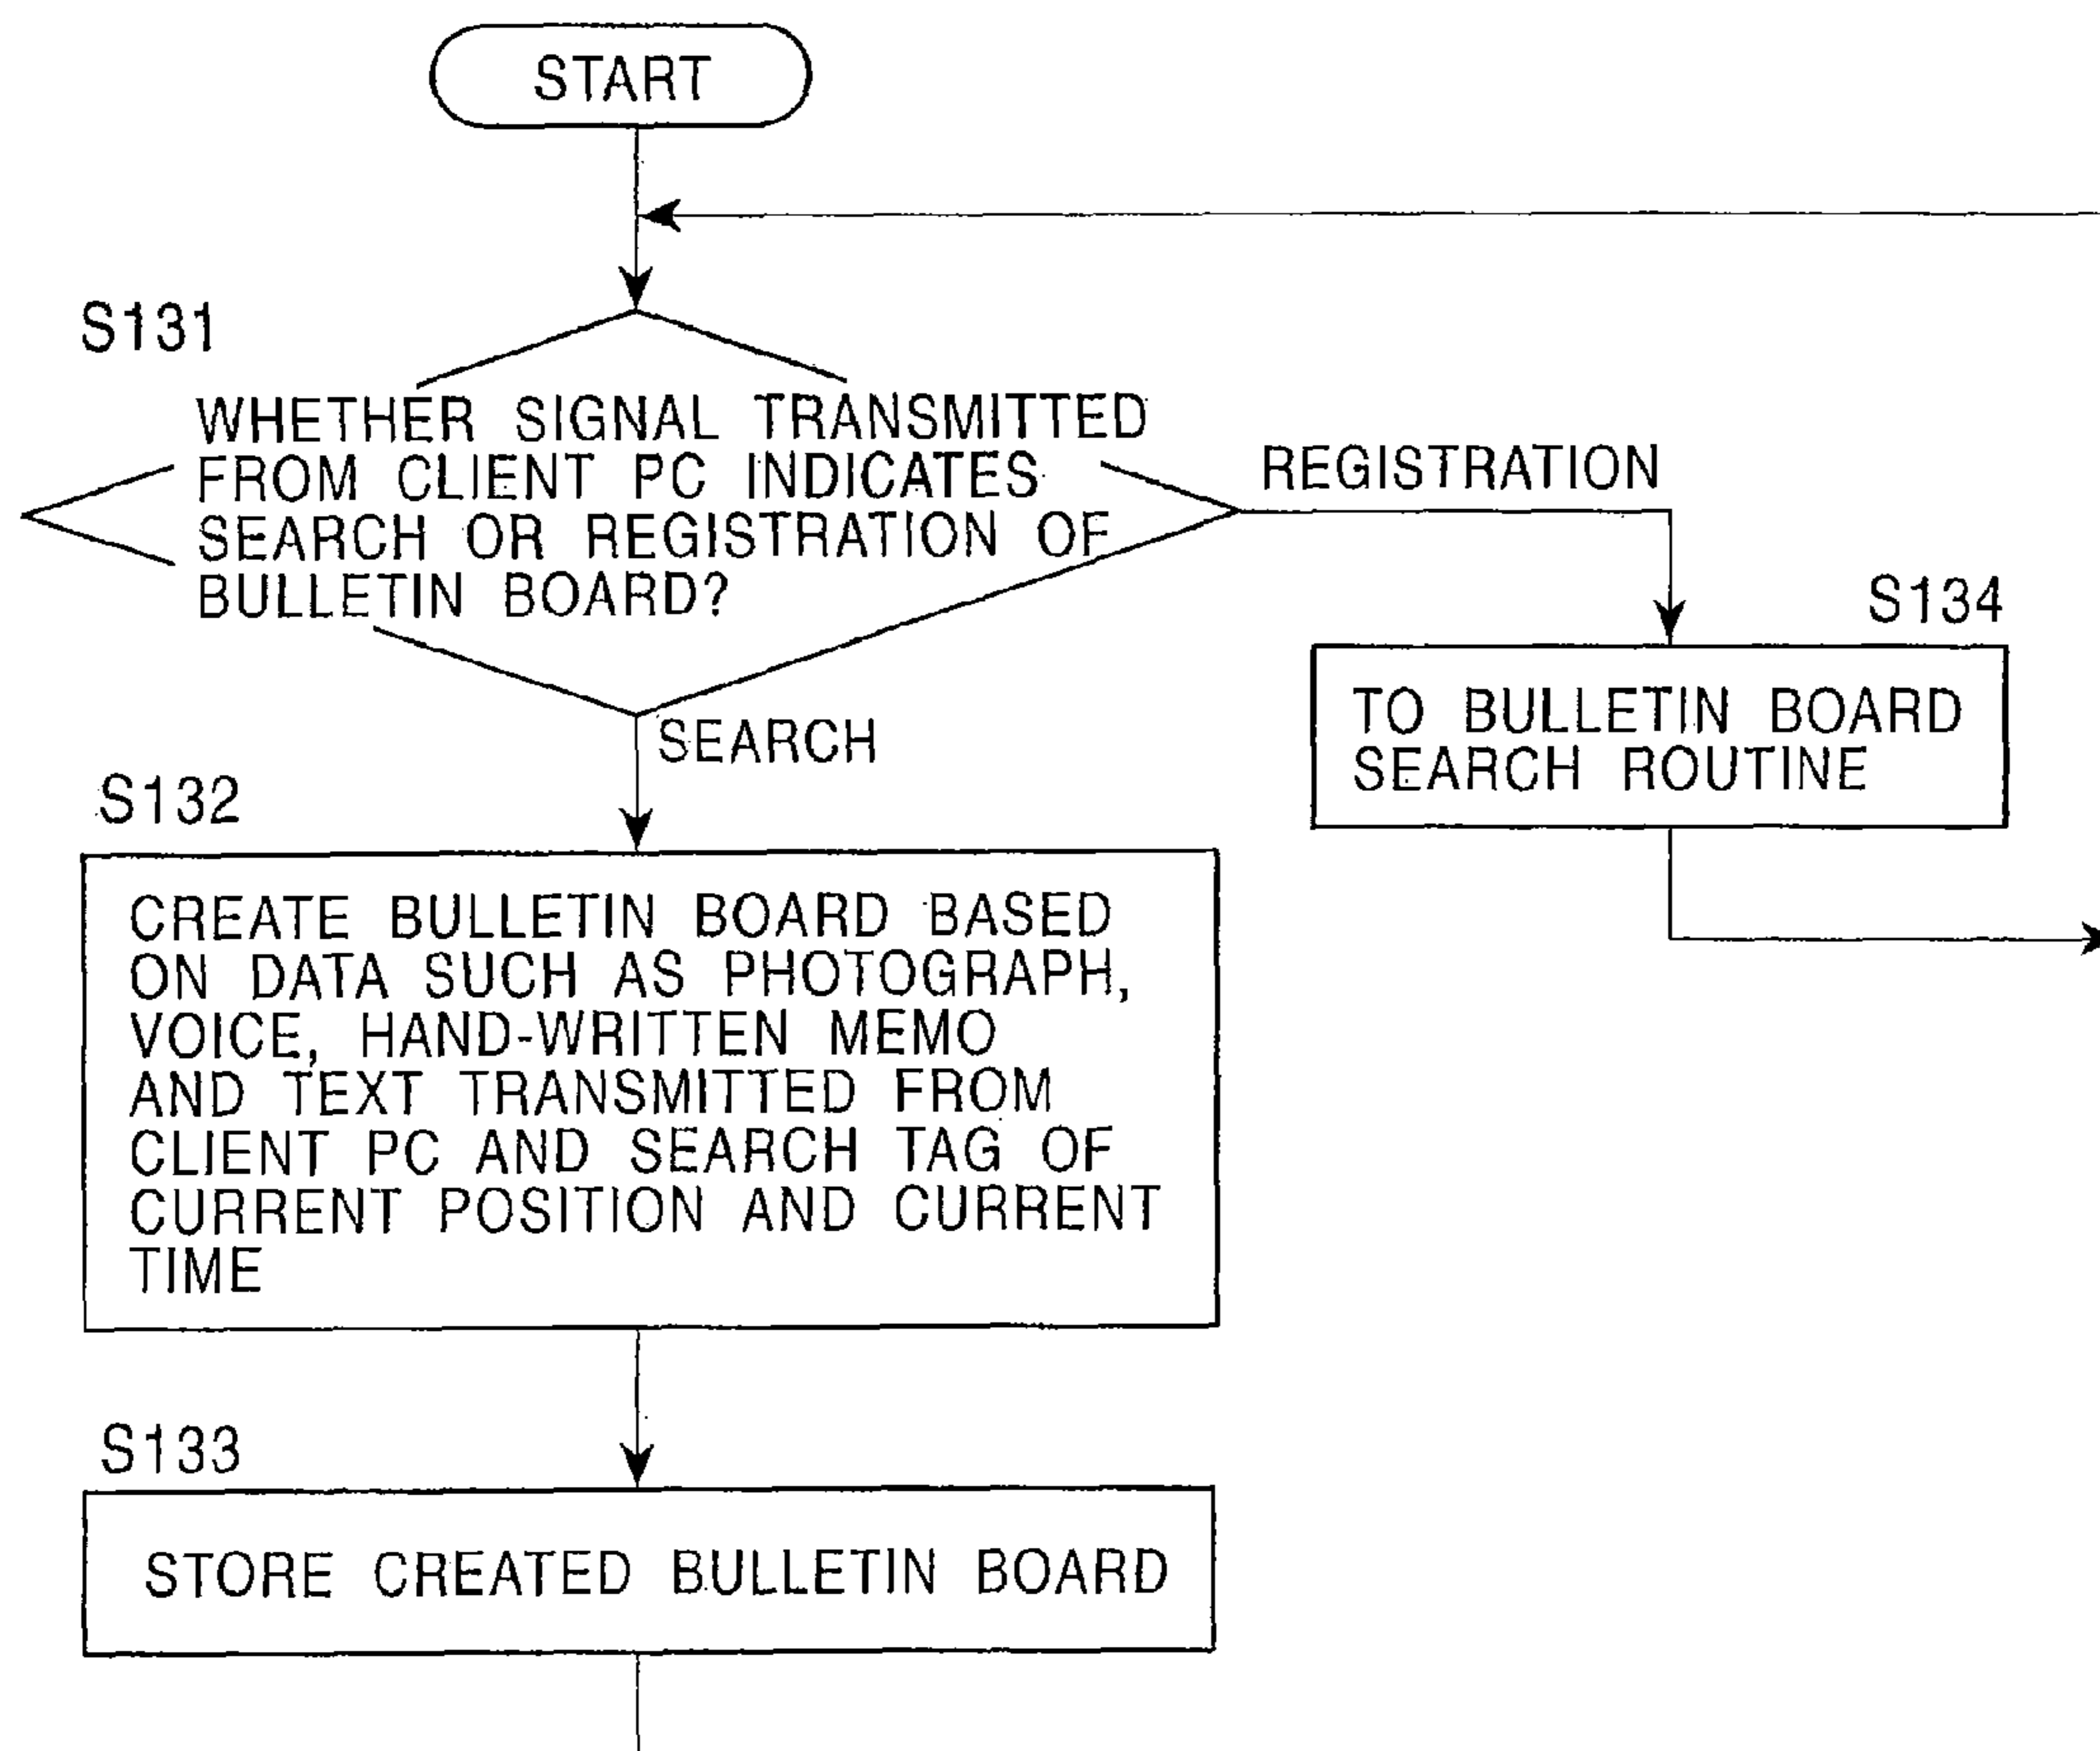 START
S131
WHETHER SIGNAL TRANSMITTED
FROM CLIENT PC INDICATES
SEARCH OR REGISTRATION OF
BULLETIN BOARD?
REGISTRATION
S134
TO BULLETIN BOARD
SEARCH ROUTINE
SEARCH
S132
CREATE BULLETIN BOARD BASED
ON DATA SUCH AS PHOTOGRAPH,
VOICE, HAND-WRITTEN MEMO
AND TEXT TRANSMITTED FROM
CLIENT PC AND SEARCH TAG OF
CURRENT POSITION AND CURRENT
TIME
S133
STORE CREATED BULLETIN BOARD